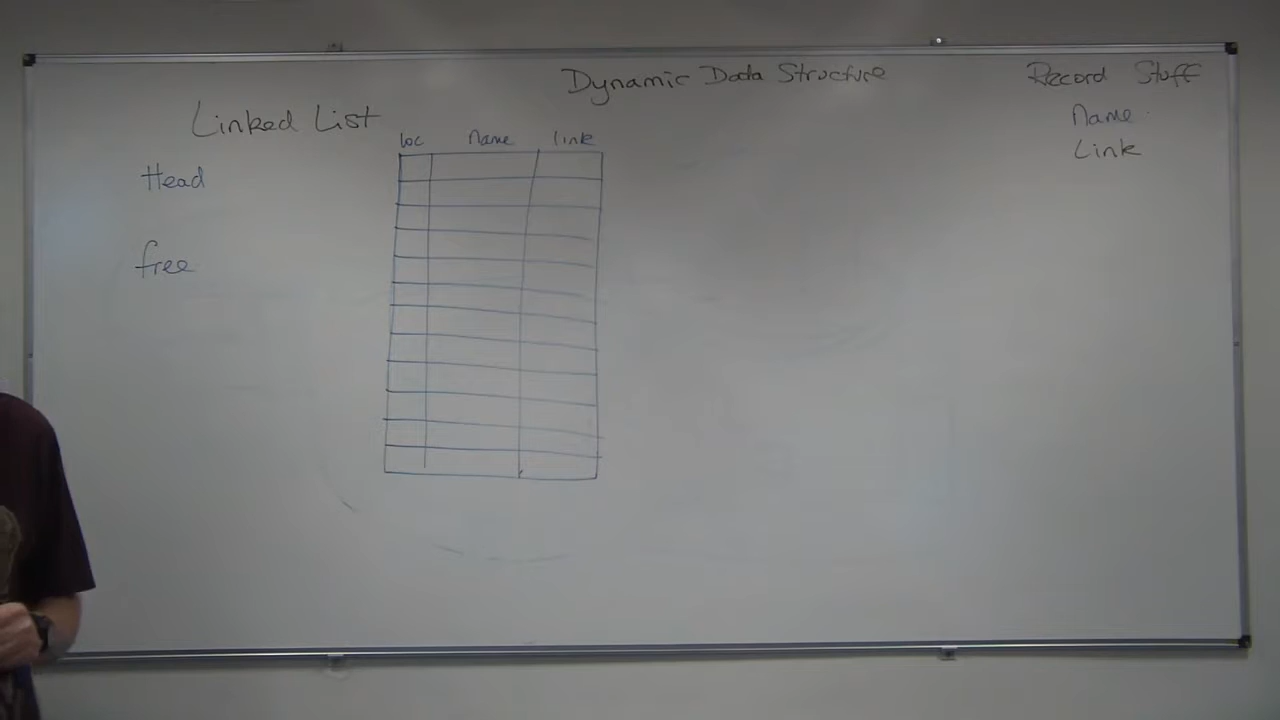 Dynamic Data Structure
Record Stuff
Name
Link
Linked List
loc name link
Head
free